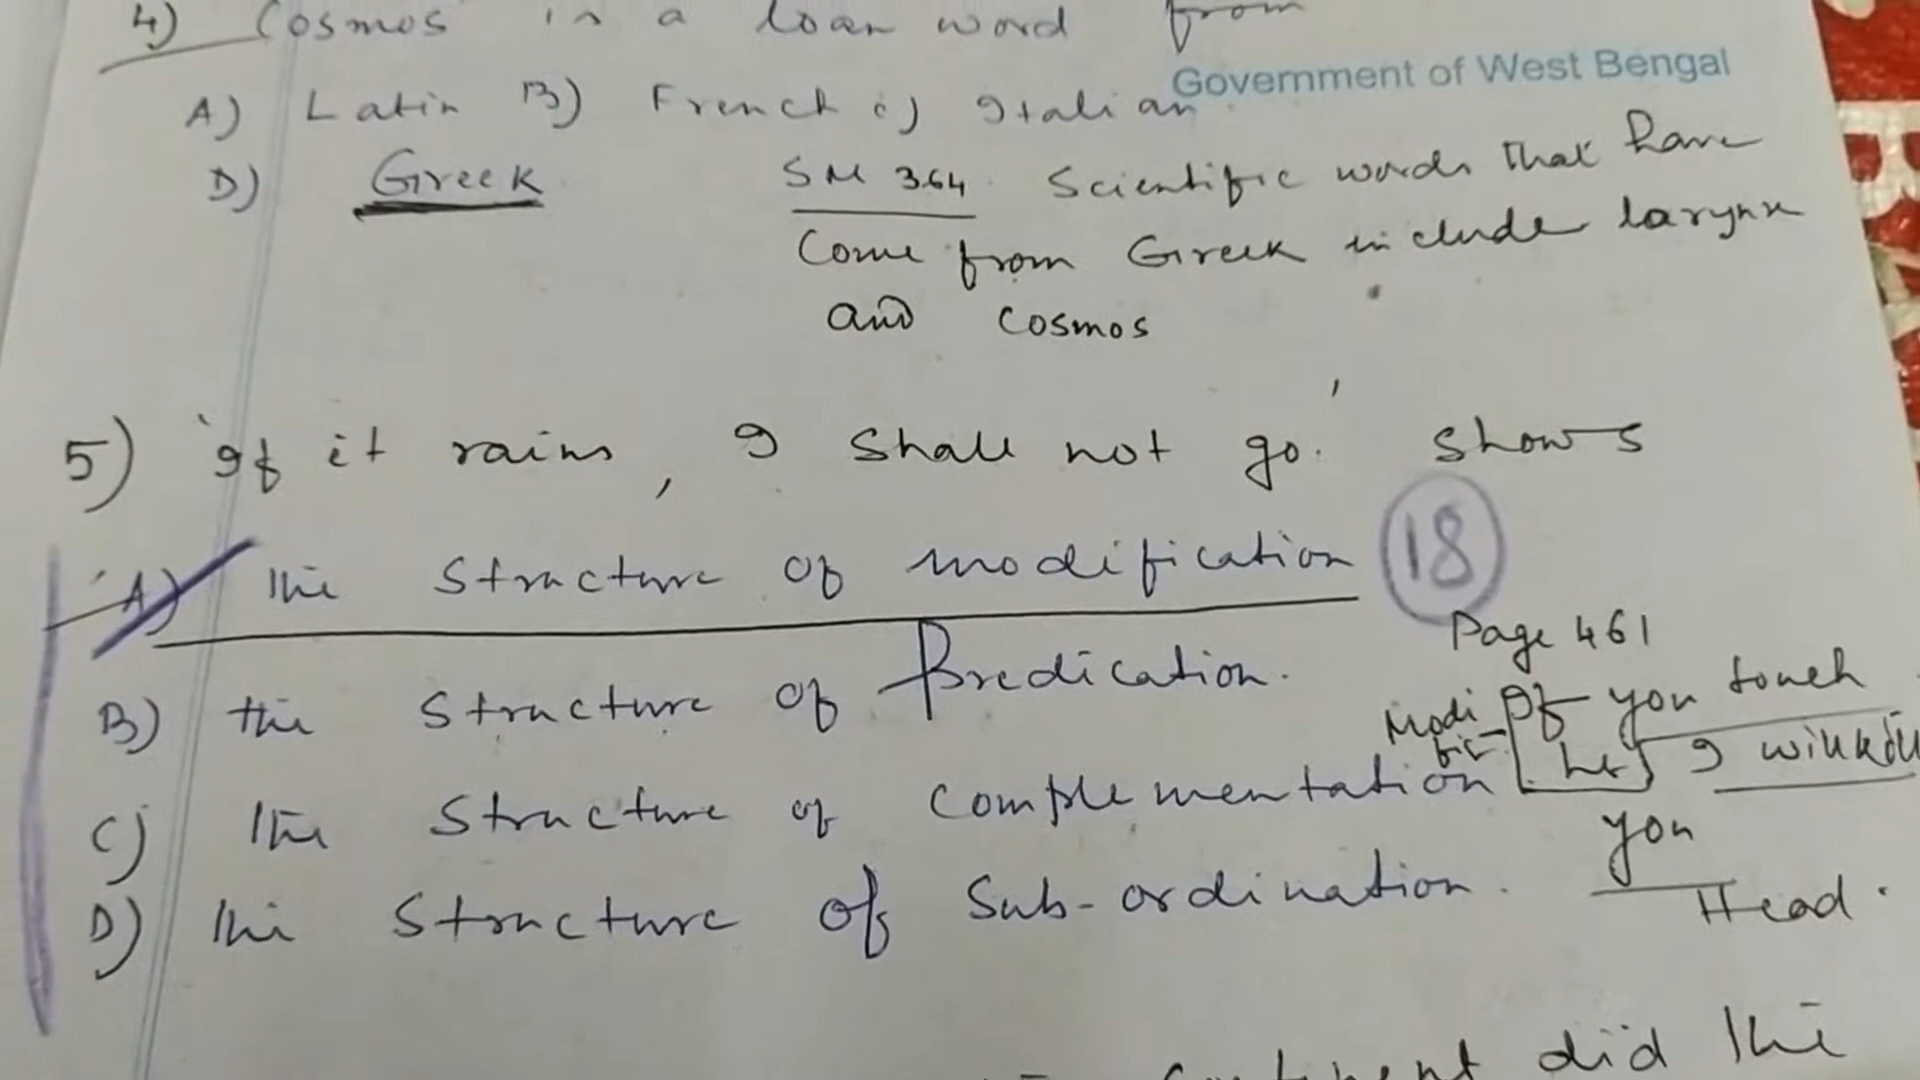 4) Cosmos is a loan word from
Government of West Bengal
A) Latin B) French c) Italian
D) Greek
SM 364. Scientific words that have
come from Greek include larynx
and cosmos
5) 'If it rains, I shall not go.' shows
A) The structure of modification
18
B) the structure of Predication.
Page 461
C) The structure of complementation
Modific- If you touch
her, I will kill
you
Head.
D) The structure of Sub-ordination.
did the